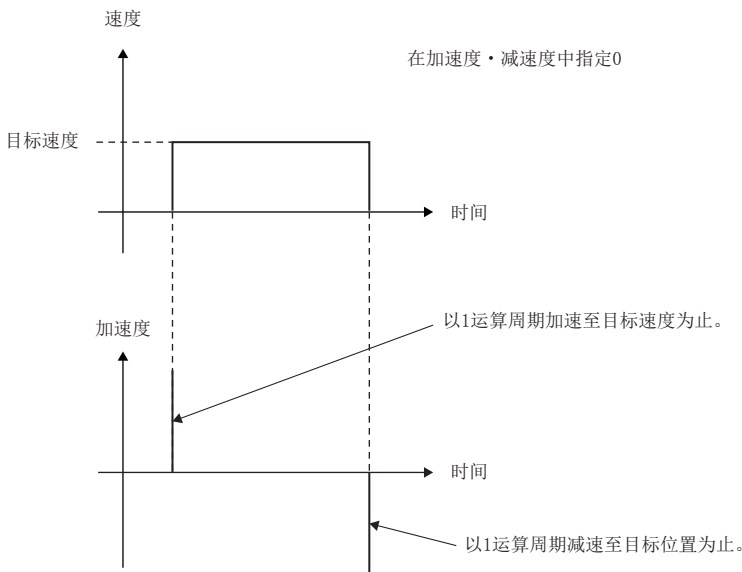 速度
在加速度・减速度中指定0
目标速度
时间
加速度
以1运算周期加速至目标速度为止。
时间
以1运算周期减速至目标位置为止。